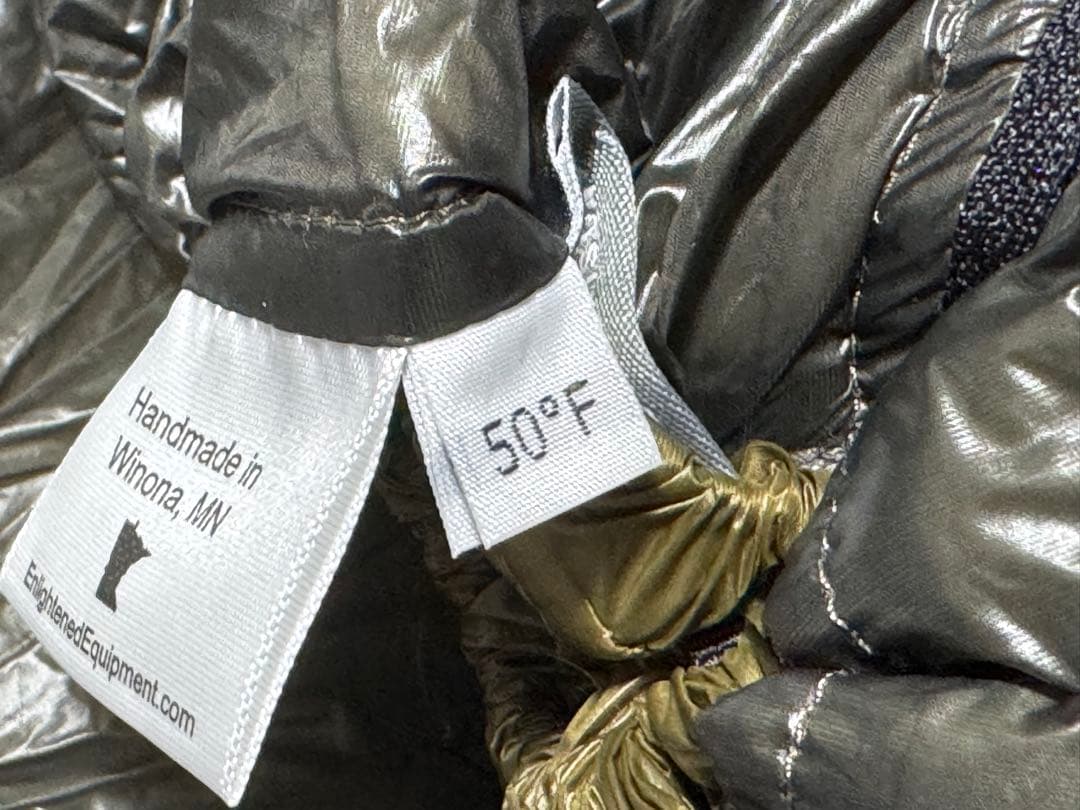 Handmade in
Winona, MN
EnlightenedEquipment.com
50°F